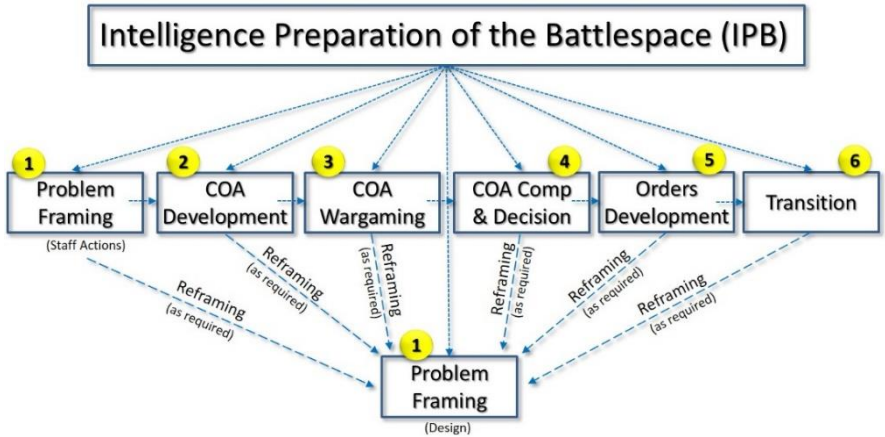 Intelligence Preparation of the Battlespace (IPB)
1
2
3
4
5
6
Problem
Framing
COA
Development
COA
Wargaming
COA Comp
& Decision
Orders
Development
Transition
(Staff Actions)
Reframing
(as required)
Reframing
(as required)
Reframing
(as required)
Reframing
(as required)
Reframing
(as required)
Reframing
(as required)
1
Problem
Framing
(Design)